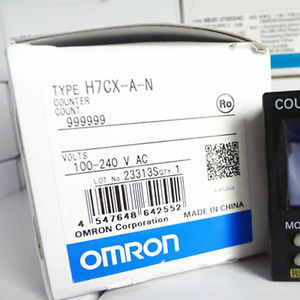 TYPE H7CX-A-N
COUNTER
COUNT
999999
Ro
VOLTS
100-240 V AC
LOT No. 23313S QTY. 1
4 547648 642552
OMRON Corporation
MADE IN CHINA
OMRON
COU
MO